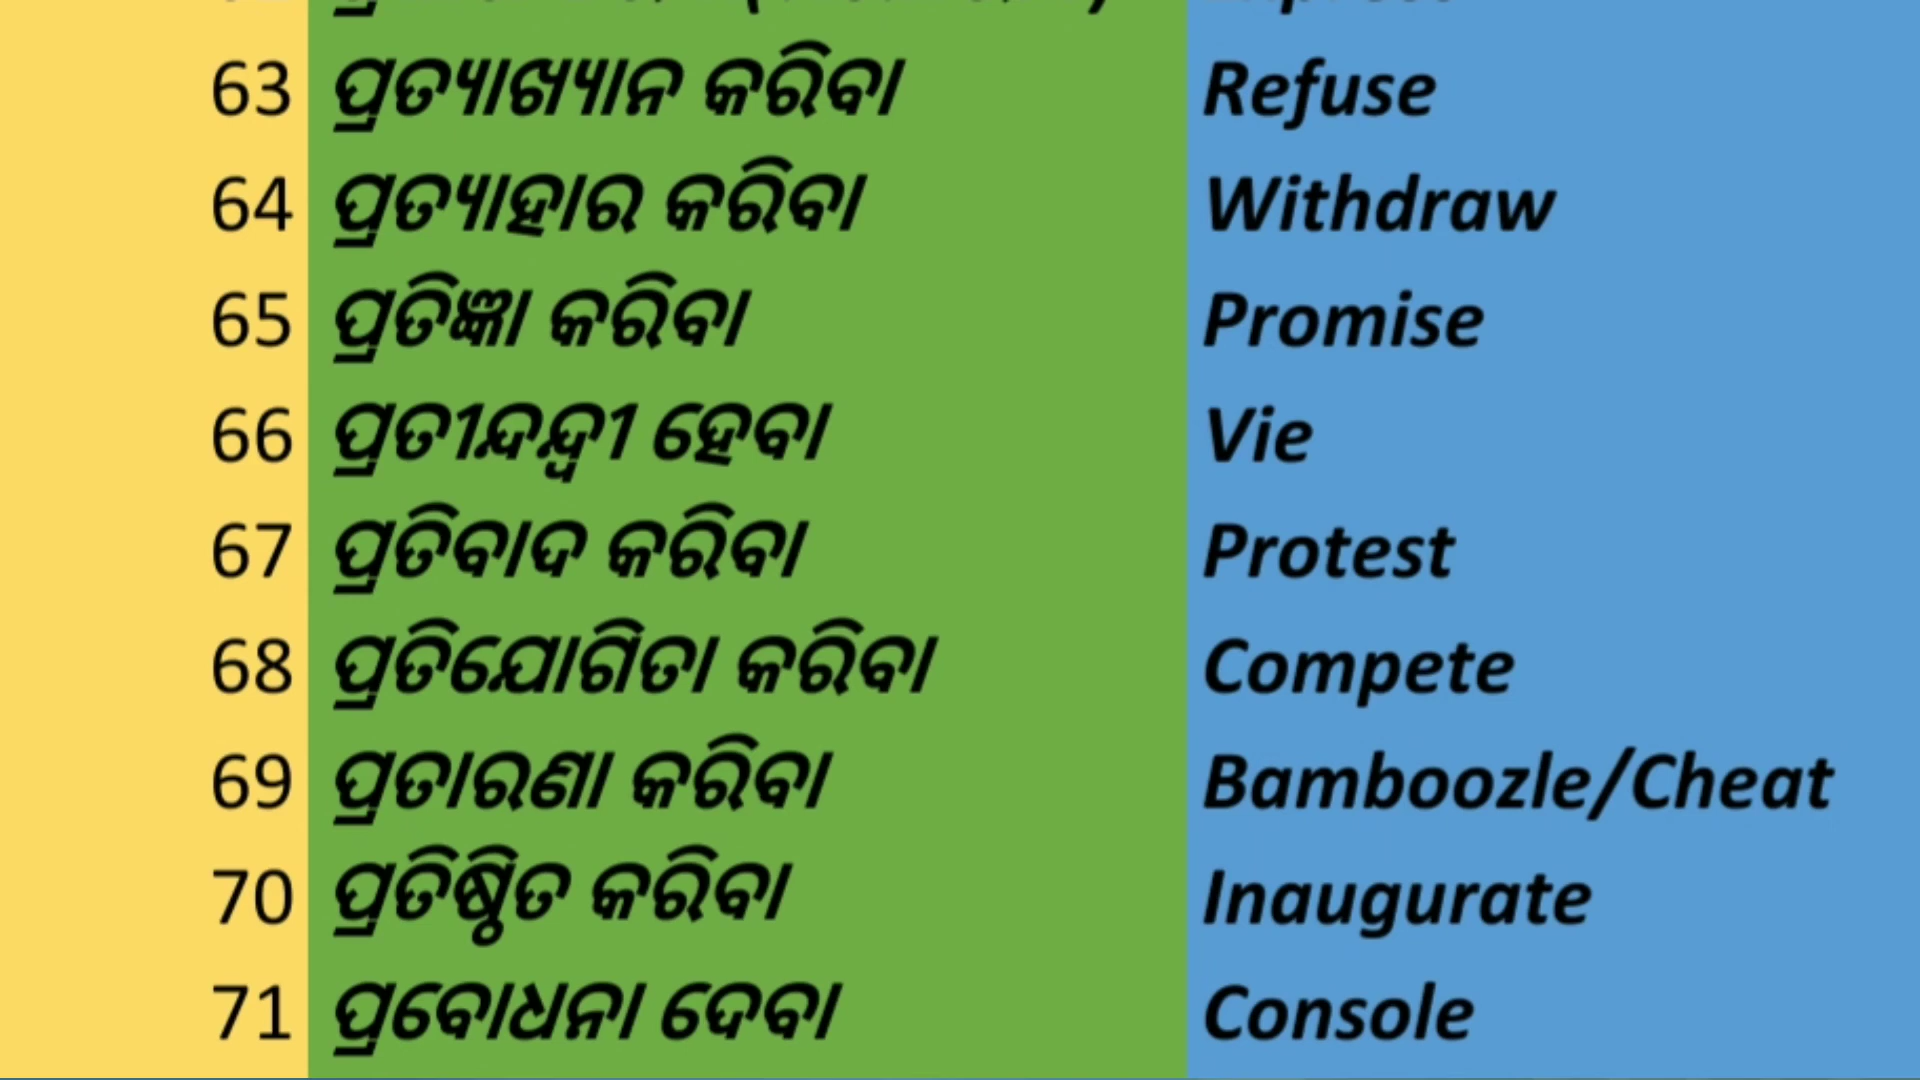 63 ପ୍ରତ୍ୟାଖ୍ୟାନ କରିବା Refuse
64 ପ୍ରତ୍ୟାହାର କରିବା Withdraw
65 ପ୍ରତିଜ୍ଞା କରିବା Promise
66 ପ୍ରତୀଦ୍ଵନ୍ଦ୍ଵୀ ହେବା Vie
67 ପ୍ରତିବାଦ କରିବା Protest
68 ପ୍ରତିଯୋଗିତା କରିବା Compete
69 ପ୍ରତାରଣା କରିବା Bamboozle/Cheat
70 ପ୍ରତିଷ୍ଠିତ କରିବା Inaugurate
71 ପ୍ରବୋଧନା ଦେବା Console